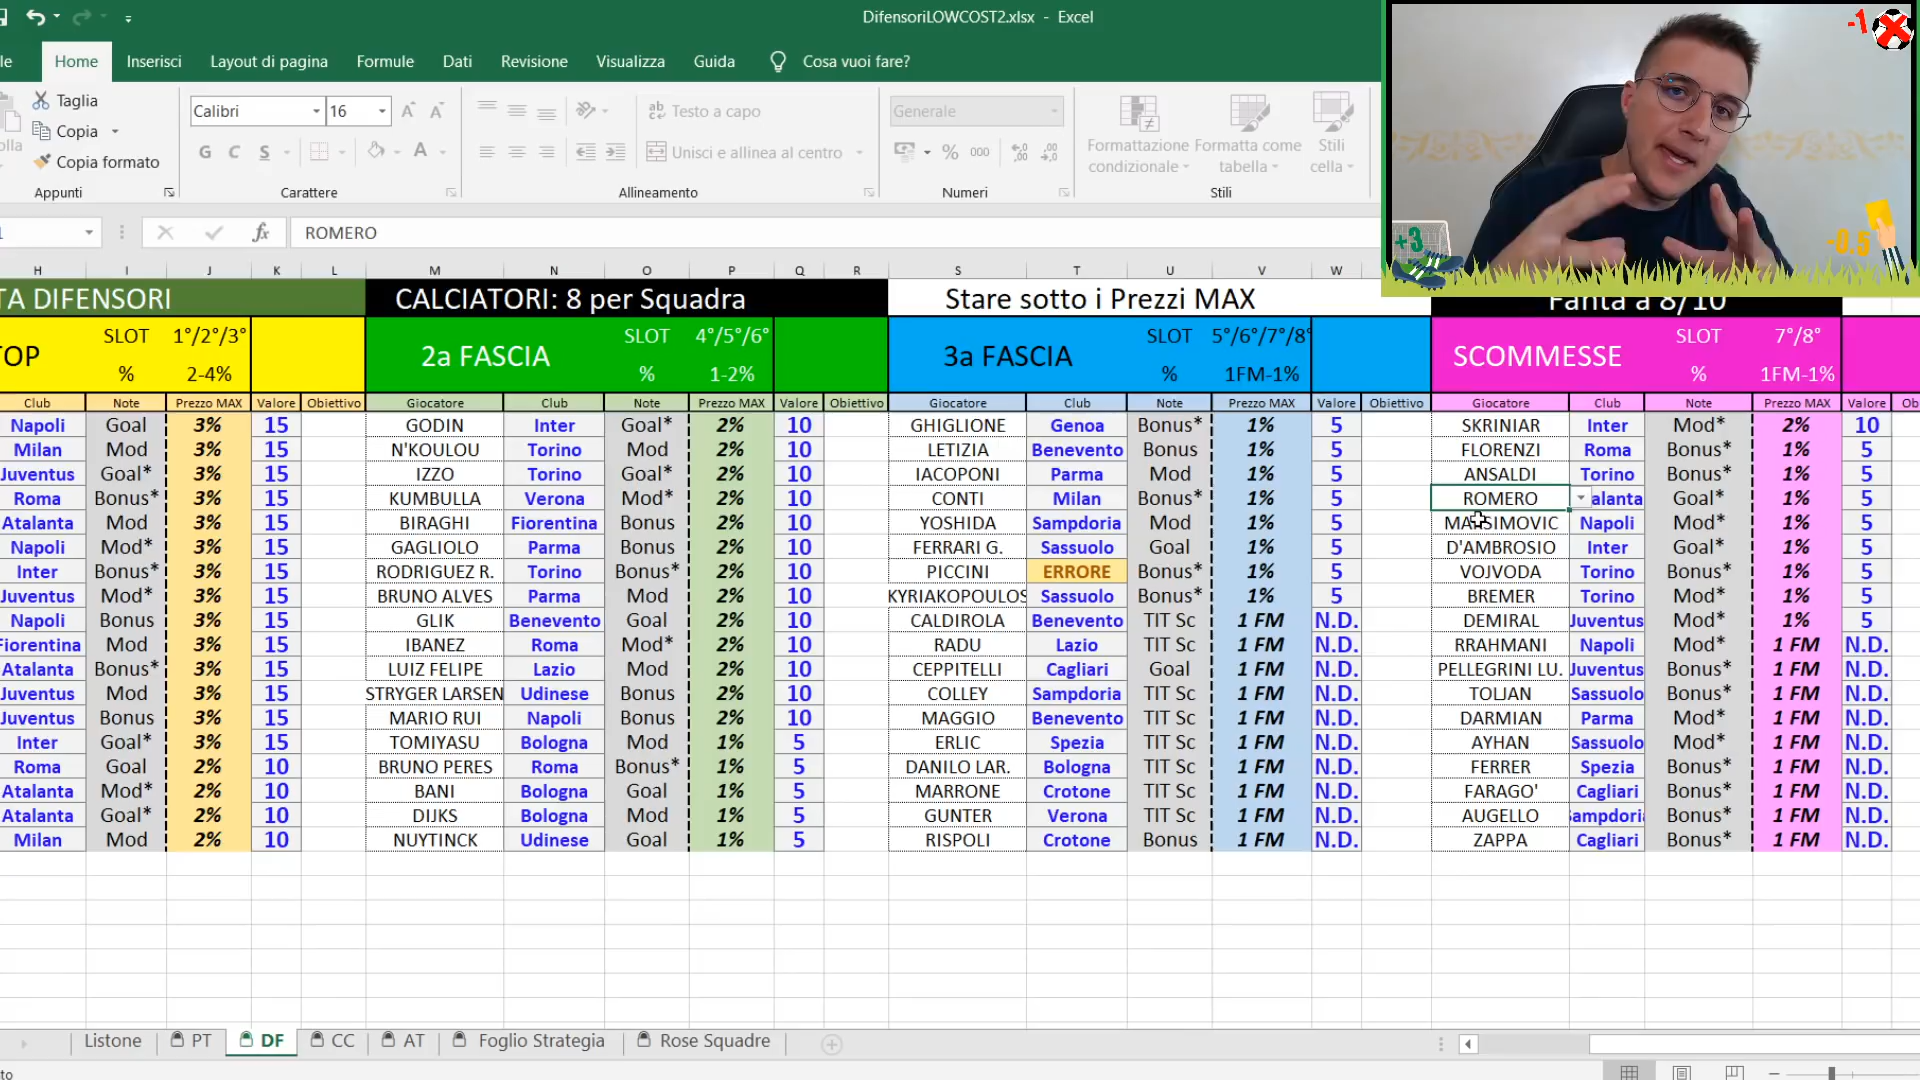 DifensoriLOWCOST2.xlsx - Excel
Home Inserisci Layout di pagina Formule Dati Revisione Visualizza Guida Cosa vuoi fare?
Taglia
Copia
Copia formato
Appunti
Calibri 16
G C S
Carattere
Testo a capo
Unisci e allinea al centro
Allineamento
Generale
% 000
Numeri
Formattazione condizionale
Formatta come tabella
Stili cella
Stili
-1
+3
-0.5
fx ROMERO
H I J K L M N O P Q R S T U V W
TA DIFENSORI CALCIATORI: 8 per Squadra Stare sotto i Prezzi MAX Fanta a 8/10
TOP SLOT 1°/2°/3° 2a FASCIA SLOT 4°/5°/6° 3a FASCIA SLOT 5°/6°/7°/8° SCOMMESSE SLOT 7°/8°
% 2-4% % 1-2% % 1FM-1% % 1FM-1%
Club Note Prezzo MAX Valore Obiettivo Giocatore Club Note Prezzo MAX Valore Obiettivo Giocatore Club Note Prezzo MAX Valore Obiettivo Giocatore Club Note Prezzo MAX Valore Ob
Napoli Goal 3% 15 GODIN Inter Goal* 2% 10 GHIGLIONE Genoa Bonus* 1% 5 SKRINIAR Inter Mod* 2% 10
Milan Mod 3% 15 N'KOULOU Torino Mod 2% 10 LETIZIA Benevento Bonus 1% 5 FLORENZI Roma Bonus* 1% 5
Juventus Goal* 3% 15 IZZO Torino Goal* 2% 10 IACOPONI Parma Mod 1% 5 ANSALDI Torino Bonus* 1% 5
Roma Bonus* 3% 15 KUMBULLA Verona Mod* 2% 10 CONTI Milan Bonus* 1% 5 ROMERO alanta Goal* 1% 5
Atalanta Mod 3% 15 BIRAGHI Fiorentina Bonus 2% 10 YOSHIDA Sampdoria Mod 1% 5 MAKSIMOVIC Napoli Mod* 1% 5
Napoli Mod* 3% 15 GAGLIOLO Parma Bonus 2% 10 FERRARI G. Sassuolo Goal 1% 5 D'AMBROSIO Inter Goal* 1% 5
Inter Bonus* 3% 15 RODRIGUEZ R. Torino Bonus* 2% 10 PICCINI ERRORE Bonus* 1% 5 VOJVODA Torino Bonus* 1% 5
Juventus Mod* 3% 15 BRUNO ALVES Parma Mod 2% 10 KYRIAKOPOULOS Sassuolo Bonus* 1% 5 BREMER Torino Mod* 1% 5
Napoli Bonus 3% 15 GLIK Benevento Goal 2% 10 CALDIROLA Benevento TIT Sc 1 FM N.D. DEMIRAL Juventus Mod* 1% 5
Fiorentina Mod 3% 15 IBANEZ Roma Mod* 2% 10 RADU Lazio TIT Sc 1 FM N.D. RRAHMANI Napoli Mod* 1 FM N.D.
Atalanta Bonus* 3% 15 LUIZ FELIPE Lazio Mod 2% 10 CEPPITELLI Cagliari Goal 1 FM N.D. PELLEGRINI LU. Juventus Bonus* 1 FM N.D.
Juventus Mod 3% 15 STRYGER LARSEN Udinese Bonus 2% 10 COLLEY Sampdoria TIT Sc 1 FM N.D. TOLJAN Sassuolo Bonus* 1 FM N.D.
Juventus Bonus 3% 15 MARIO RUI Napoli Bonus 2% 10 MAGGIO Benevento TIT Sc 1 FM N.D. DARMIAN Parma Mod* 1 FM N.D.
Inter Goal* 3% 15 TOMIYASU Bologna Mod 1% 5 ERLIC Spezia TIT Sc 1 FM N.D. AYHAN Sassuolo Mod* 1 FM N.D.
Roma Goal 2% 10 BRUNO PERES Roma Bonus* 1% 5 DANILO LAR. Bologna TIT Sc 1 FM N.D. FERRER Spezia Bonus* 1 FM N.D.
Atalanta Mod* 2% 10 BANI Bologna Goal 1% 5 MARRONE Crotone TIT Sc 1 FM N.D. FARAGO' Cagliari Bonus* 1 FM N.D.
Atalanta Goal* 2% 10 DIJKS Bologna Mod 1% 5 GUNTER Verona TIT Sc 1 FM N.D. AUGELLO Sampdoria Bonus* 1 FM N.D.
Milan Mod 2% 10 NUYTINCK Udinese Goal 1% 5 RISPOLI Crotone Bonus 1 FM N.D. ZAPPA Cagliari Bonus* 1 FM N.D.
Listone PT DF CC AT Foglio Strategia Rose Squadre